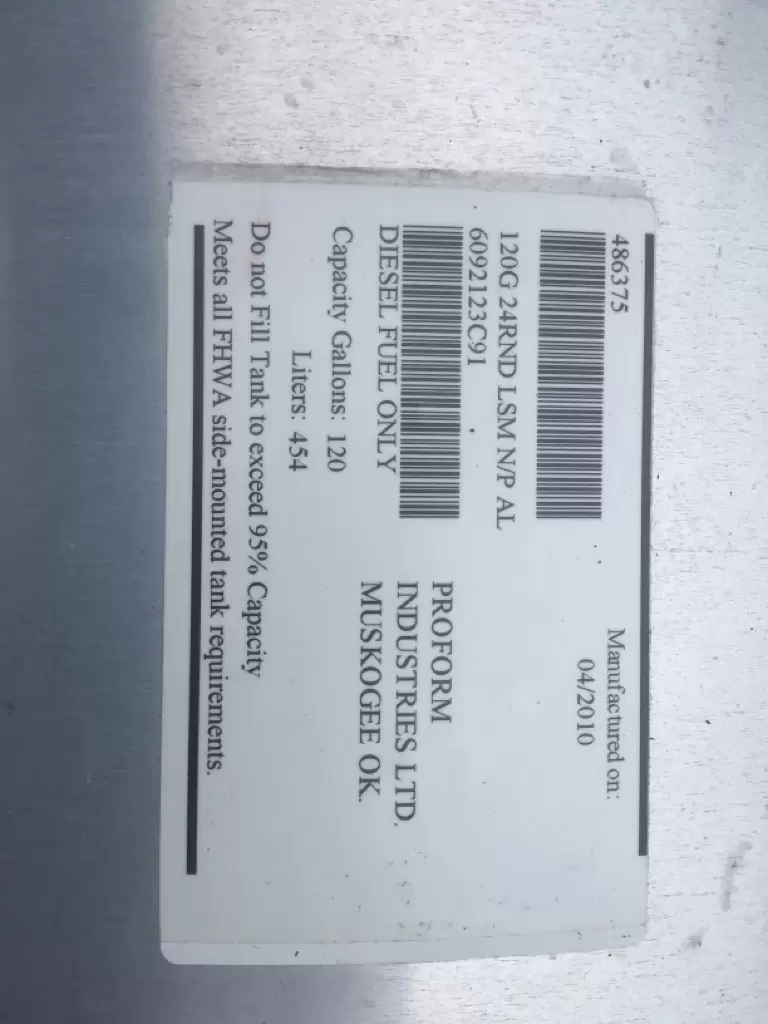 486375
Manufactured on:
04/2010
120G 24RND LSM N/P AL
6092123C91
DIESEL FUEL ONLY
PROFORM
INDUSTRIES LTD.
MUSKOGEE OK.
Capacity Gallons: 120
Liters: 454
Do not Fill Tank to exceed 95% Capacity
Meets all FHWA side-mounted tank requirements.